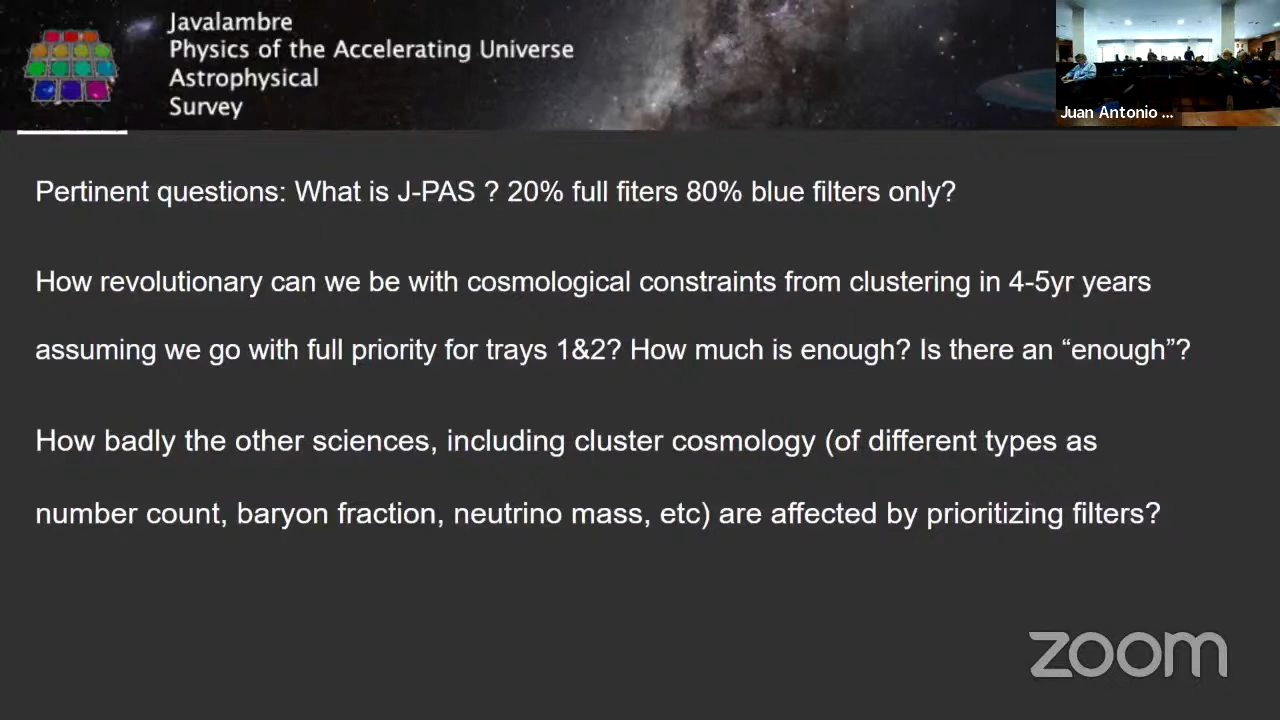 Javalambre
Physics of the Accelerating Universe
Astrophysical
Survey
Juan Antonio ...
Pertinent questions: What is J-PAS ? 20% full fiters 80% blue filters only?
How revolutionary can we be with cosmological constraints from clustering in 4-5yr years
assuming we go with full priority for trays 1&2? How much is enough? Is there an “enough”?
How badly the other sciences, including cluster cosmology (of different types as
number count, baryon fraction, neutrino mass, etc) are affected by prioritizing filters?
zoom